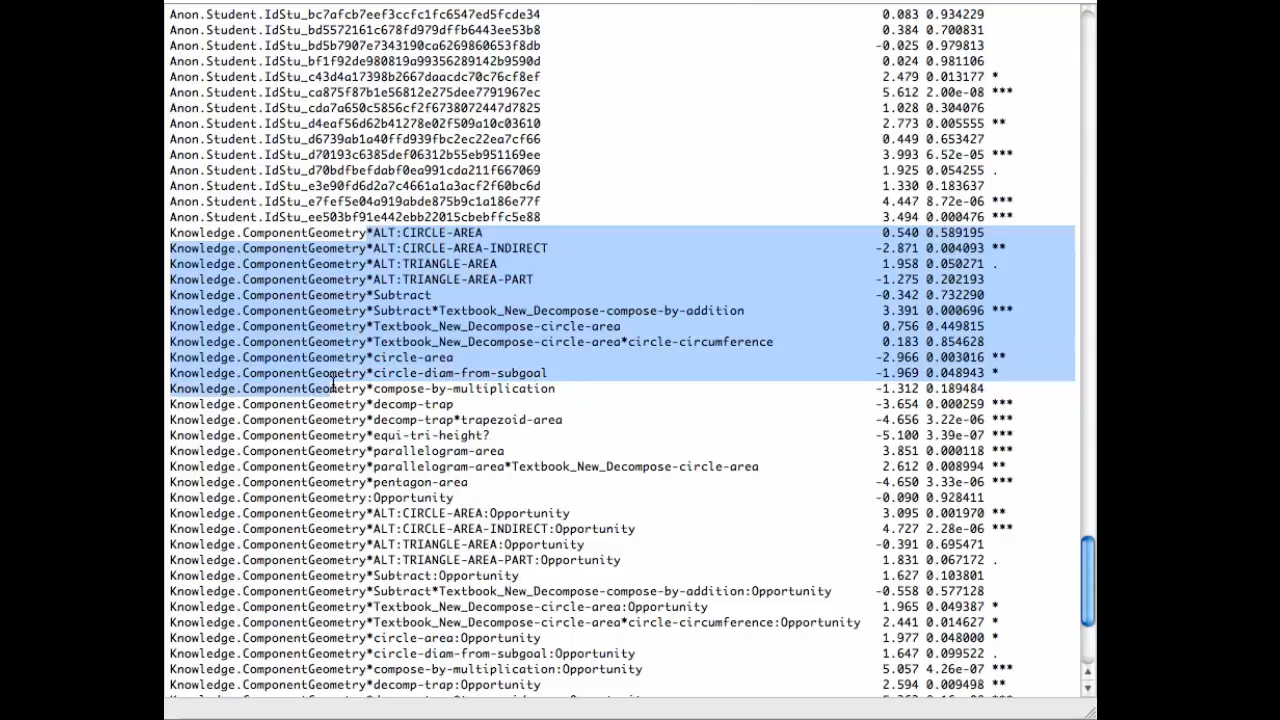 Anon.Student.IdStu_bc7afcb7eef3ccfc1fc6547ed5fcde34 0.083 0.934229
Anon.Student.IdStu_bd5572161c678fd979dffb6443ee53b8 0.384 0.700831
Anon.Student.IdStu_bd5b7907e7343190ca6269860653f8db -0.025 0.979813
Anon.Student.IdStu_bf1f92de980819a99356289142b9590d 0.024 0.981106
Anon.Student.IdStu_c43d4a17398b2667daacdc70c76cf8ef 2.479 0.013177 *
Anon.Student.IdStu_ca875f87b1e56812e275dee7791967ec 5.612 2.00e-08 ***
Anon.Student.IdStu_cda7a650c5856cf2f6738072447d7825 1.028 0.304076
Anon.Student.IdStu_d4eaf56d62b41278e02f509a10c03610 2.773 0.005555 **
Anon.Student.IdStu_d6739ab1a40ffd939fbc2ec22ea7cf66 0.449 0.653427
Anon.Student.IdStu_d70193c6385def06312b55eb951169ee 3.993 6.52e-05 ***
Anon.Student.IdStu_d70bdfbefdabf0ea991cda211f667069 1.925 0.054255 .
Anon.Student.IdStu_e3e90fd6d2a7c4661a1a3acf2f60bc6d 1.330 0.183637
Anon.Student.IdStu_e7fef5e04a919abde875b9c1a186e77f 4.447 8.72e-06 ***
Anon.Student.IdStu_ee503bf91e442ebb22015cbebffc5e88 3.494 0.000476 ***
Knowledge.ComponentGeometry*ALT:CIRCLE-AREA 0.540 0.589195
Knowledge.ComponentGeometry*ALT:CIRCLE-AREA-INDIRECT -2.871 0.004093 **
Knowledge.ComponentGeometry*ALT:TRIANGLE-AREA 1.958 0.050271 .
Knowledge.ComponentGeometry*ALT:TRIANGLE-AREA-PART -1.275 0.202193
Knowledge.ComponentGeometry*Subtract -0.342 0.732290
Knowledge.ComponentGeometry*Subtract*Textbook_New_Decompose-compose-by-addition 3.391 0.000696 ***
Knowledge.ComponentGeometry*Textbook_New_Decompose-circle-area 0.756 0.449815
Knowledge.ComponentGeometry*Textbook_New_Decompose-circle-area*circle-circumference 0.183 0.854628
Knowledge.ComponentGeometry*circle-area -2.966 0.003016 **
Knowledge.ComponentGeometry*circle-diam-from-subgoal -1.969 0.048943 *
Knowledge.ComponentGeometry*compose-by-multiplication -1.312 0.189484
Knowledge.ComponentGeometry*decomp-trap -3.654 0.000259 ***
Knowledge.ComponentGeometry*decomp-trap*trapezoid-area -4.656 3.22e-06 ***
Knowledge.ComponentGeometry*equi-tri-height? -5.100 3.39e-07 ***
Knowledge.ComponentGeometry*parallelogram-area 3.851 0.000118 ***
Knowledge.ComponentGeometry*parallelogram-area*Textbook_New_Decompose-circle-area 2.612 0.008994 **
Knowledge.ComponentGeometry*pentagon-area -4.650 3.33e-06 ***
Knowledge.ComponentGeometry:Opportunity -0.090 0.928411
Knowledge.ComponentGeometry*ALT:CIRCLE-AREA:Opportunity 3.095 0.001970 **
Knowledge.ComponentGeometry*ALT:CIRCLE-AREA-INDIRECT:Opportunity 4.727 2.28e-06 ***
Knowledge.ComponentGeometry*ALT:TRIANGLE-AREA:Opportunity -0.391 0.695471
Knowledge.ComponentGeometry*ALT:TRIANGLE-AREA-PART:Opportunity 1.831 0.067172 .
Knowledge.ComponentGeometry*Subtract:Opportunity 1.627 0.103801
Knowledge.ComponentGeometry*Subtract*Textbook_New_Decompose-compose-by-addition:Opportunity -0.558 0.577128
Knowledge.ComponentGeometry*Textbook_New_Decompose-circle-area:Opportunity 1.965 0.049387 *
Knowledge.ComponentGeometry*Textbook_New_Decompose-circle-area*circle-circumference:Opportunity 2.441 0.014627 *
Knowledge.ComponentGeometry*circle-area:Opportunity 1.977 0.048000 *
Knowledge.ComponentGeometry*circle-diam-from-subgoal:Opportunity 1.647 0.099522 .
Knowledge.ComponentGeometry*compose-by-multiplication:Opportunity 5.057 4.26e-07 ***
Knowledge.ComponentGeometry*decomp-trap:Opportunity 2.594 0.009498 **